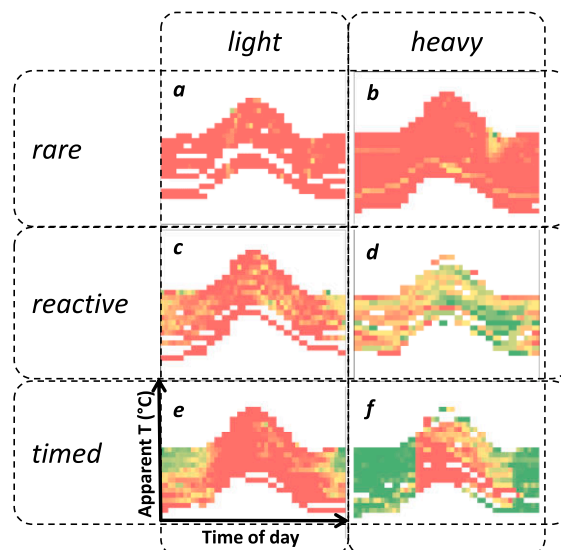 light heavy
a b
rare
c d
reactive
e f
timed
Apparent T (°C)
Time of day